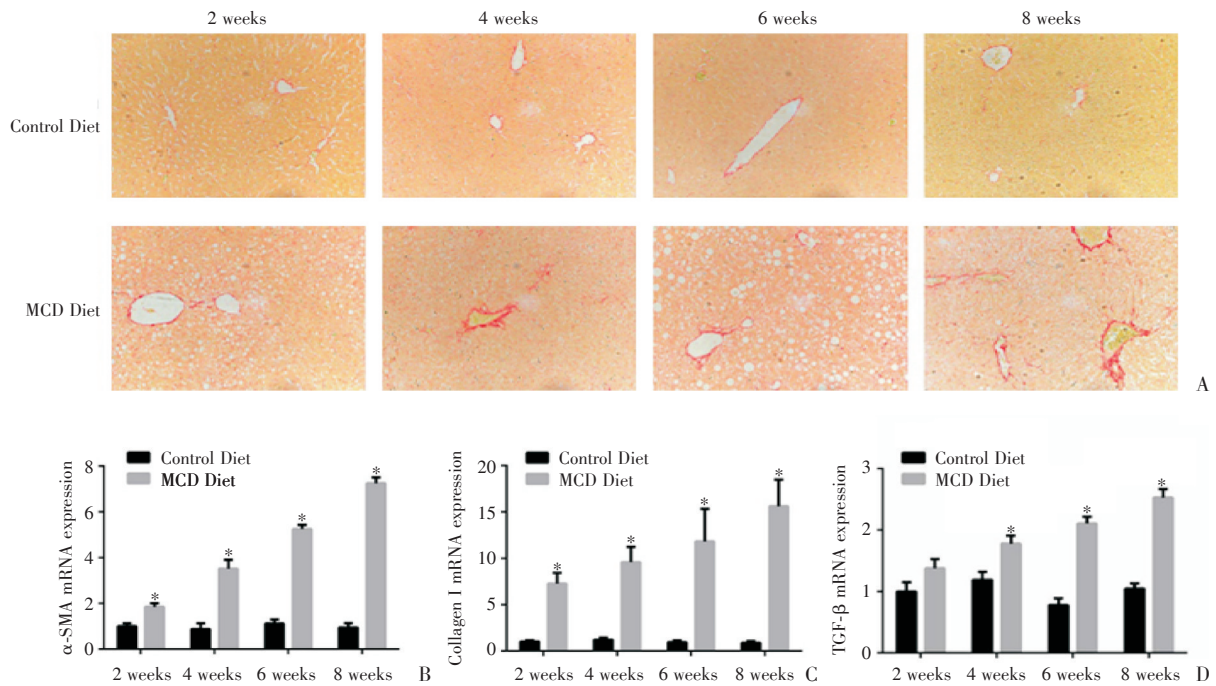 2 weeks 4 weeks 6 weeks 8 weeks
Control Diet
MCD Diet
A
α-SMA mRNA expression
8
6
4
2
0
Control Diet
MCD Diet
* * * *
2 weeks 4 weeks 6 weeks 8 weeks
B
Collagen I mRNA expression
20
15
10
5
0
Control Diet
MCD Diet
* * * *
2 weeks 4 weeks 6 weeks 8 weeks
C
TGF-β mRNA expression
3
2
1
0
Control Diet
MCD Diet
* * *
2 weeks 4 weeks 6 weeks 8 weeks
D